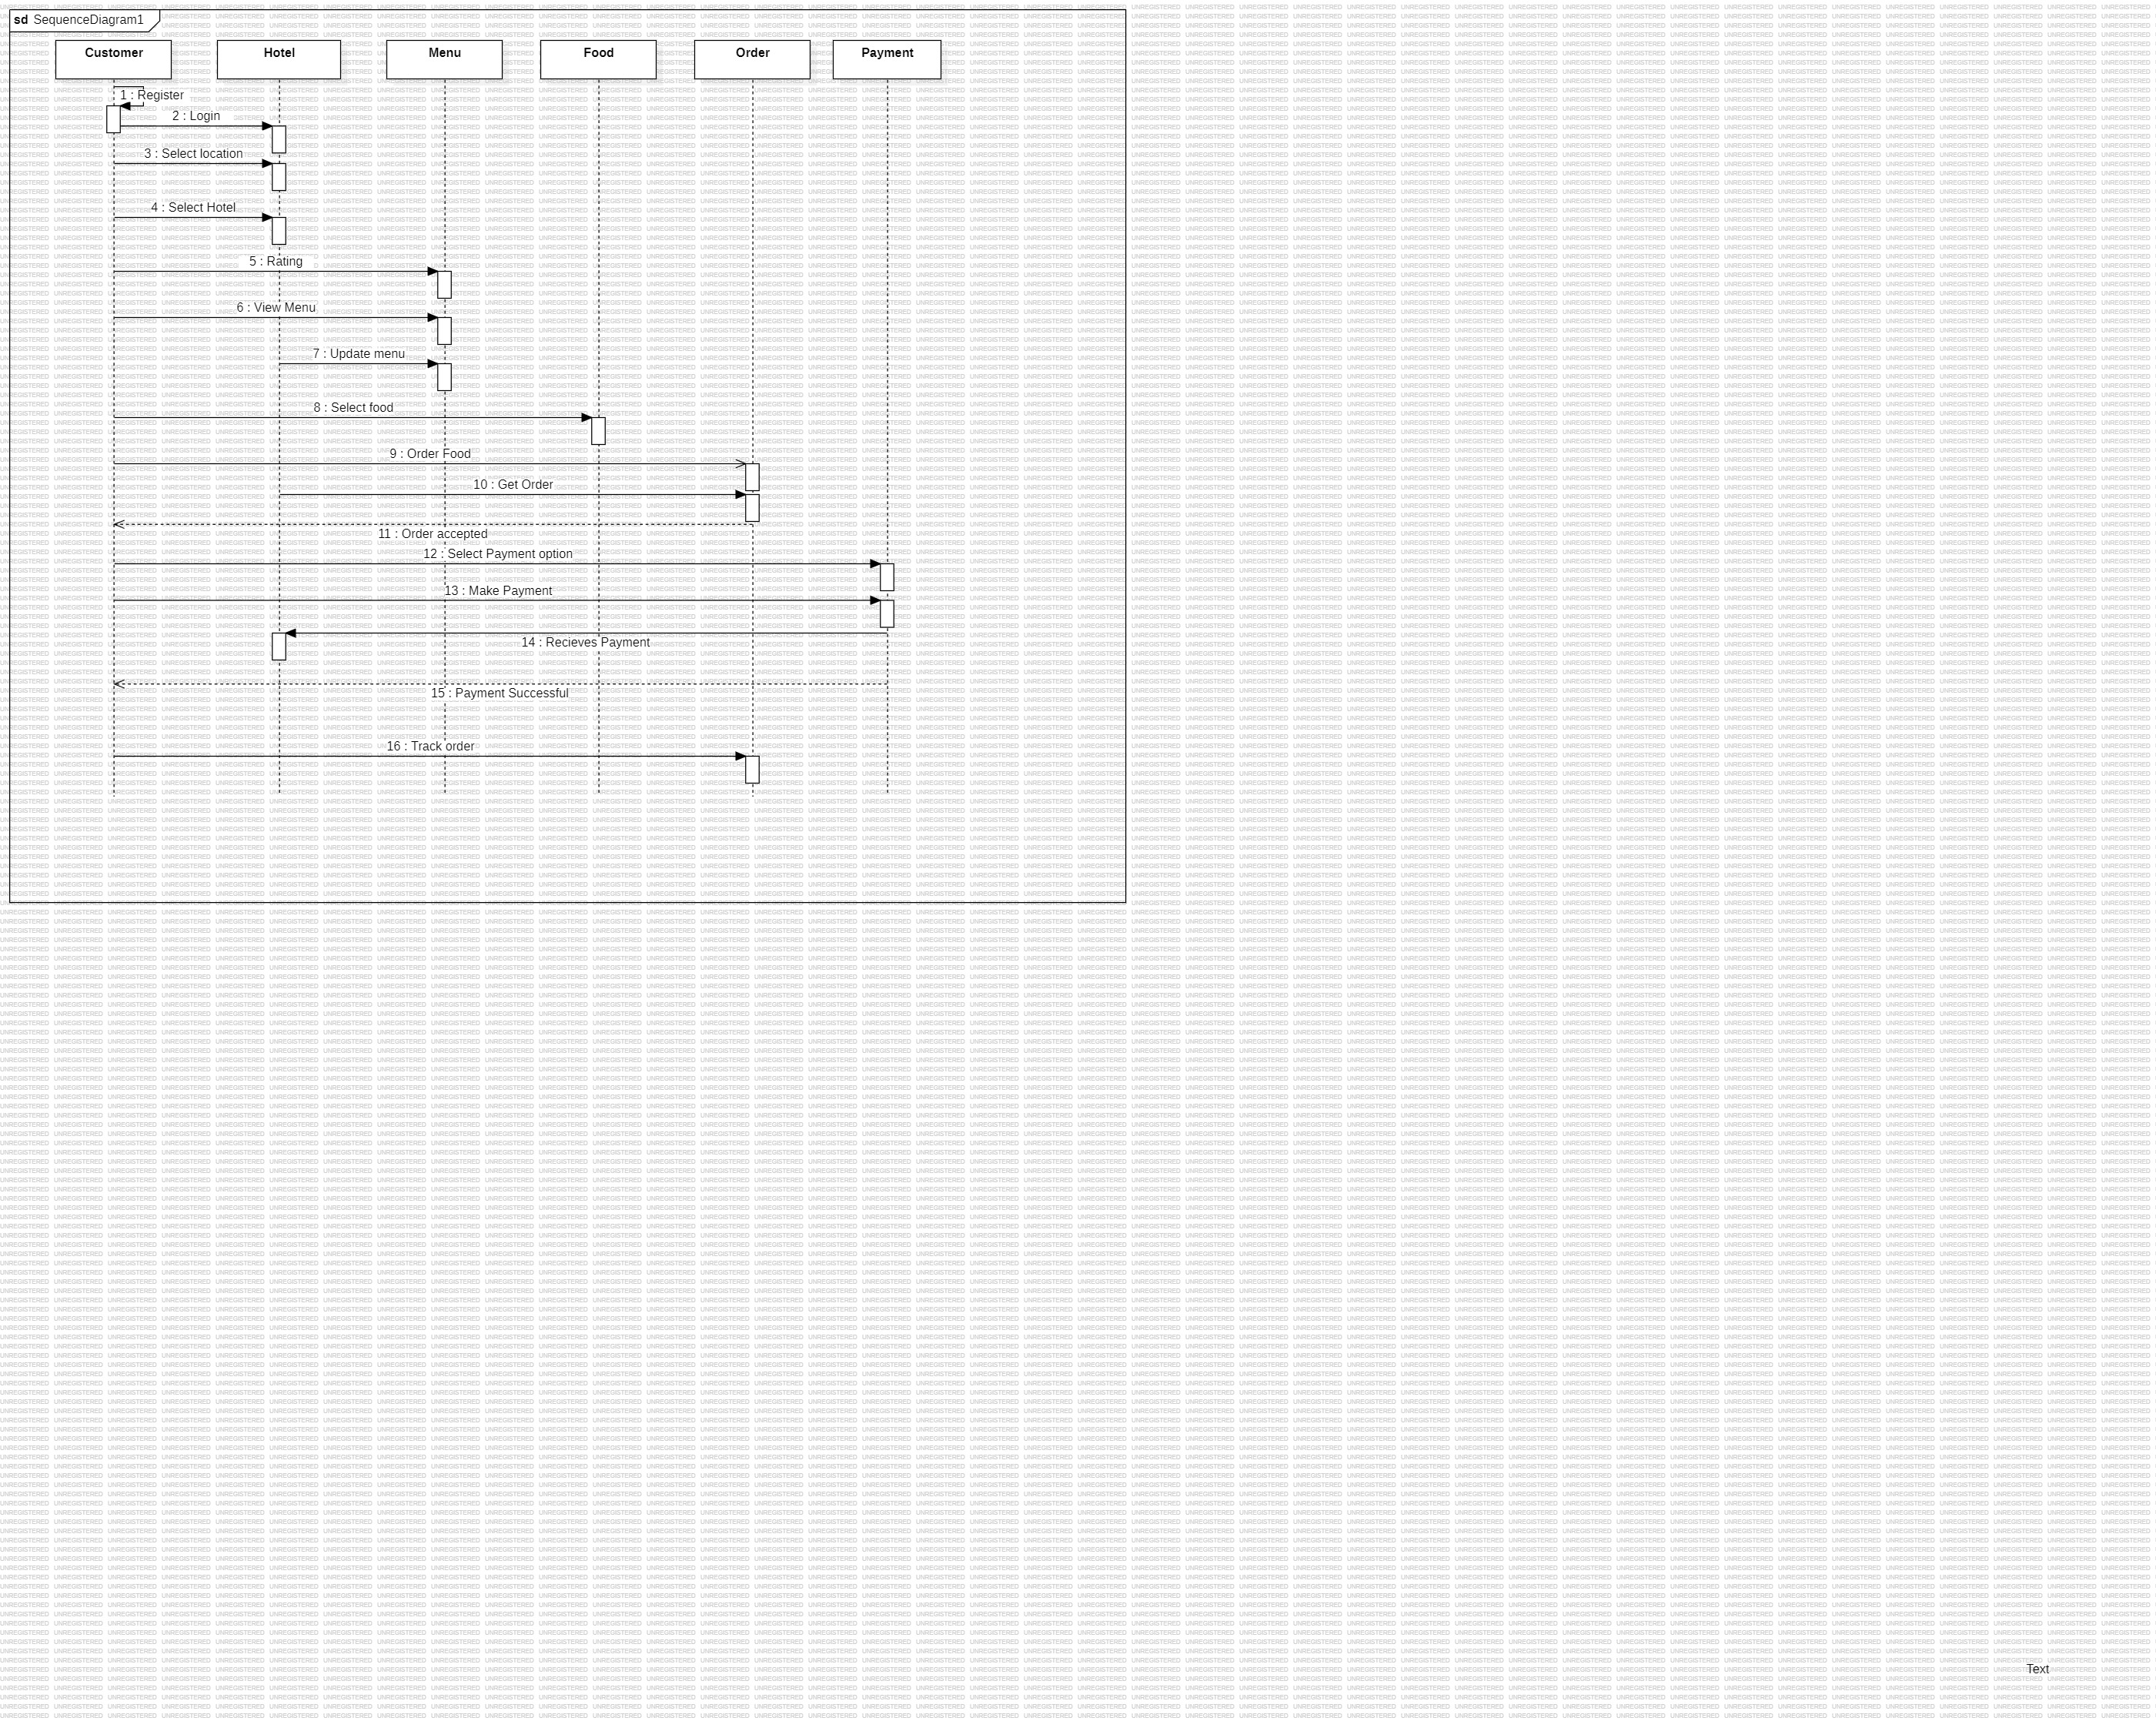 sd SequenceDiagram1
Customer
Hotel
Menu
Food
Order
Payment
1 : Register
2 : Login
3 : Select location
4 : Select Hotel
5 : Rating
6 : View Menu
7 : Update menu
8 : Select food
9 : Order Food
10 : Get Order
11 : Order accepted
12 : Select Payment option
13 : Make Payment
14 : Recieves Payment
15 : Payment Successful
16 : Track order
Text
UNREGISTERED